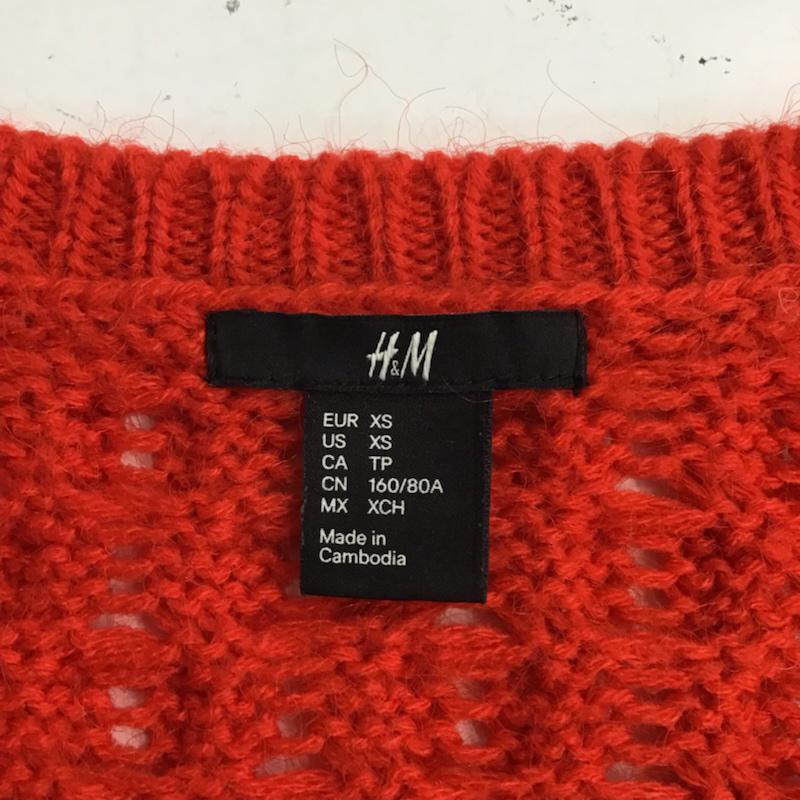 H&M
EUR XS
US XS
CA TP
CN 160/80A
MX XCH
Made in
Cambodia